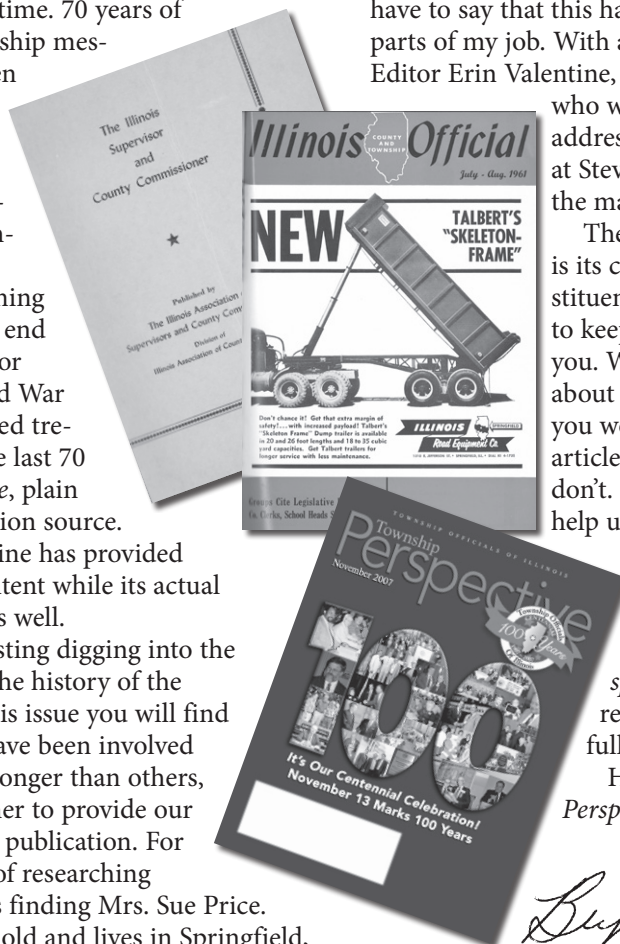 time. 70 years of
ship mes-
en
-
n-
ning
end
or
d War
ed tre-
e last 70
e, plain
ion source.
ine has provided
tent while its actual
s well.
sting digging into the
he history of the
is issue you will find
ave been involved
onger than others,
er to provide our
publication. For
of researching
s finding Mrs. Sue Price.
old and lives in Springfield.
The Illinois
Supervisor
and
County Commissioner
Published by
The Illinois Association
Supervisors and County Com
Division of
Illinois Association of Coun
Illinois COUNTY AND TOWNSHIP Official
July - Aug. 1961
NEW
TALBERT'S
"SKELETON-
FRAME"
Don't chance it! Get that extra margin of
safety!...with increased payload! Talbert's
"Skeleton Frame" Dump trailer is available
in 20 and 26 foot lengths and 18 to 35 cubic
yard capacities. Get Talbert trailers for
longer service with less maintenance.
ILLINOIS SPRINGFIELD
Road Equipment Co.
Groups Cite Legislative
Co. Clerks, School Heads S
TOWNSHIP OFFICIALS OF ILLINOIS
Township
Perspective
November 2007
Township Officials
100 Years
Of Illinois
100
It's Our Centennial Celebration!
November 13 Marks 100 Years
have to say that this ha
parts of my job. With a
Editor Erin Valentine,
who w
addres
at Stev
the ma
The
is its c
stituen
to keep
you. W
about
you wo
article
don't.
help u
sp
re
full
H
Persp